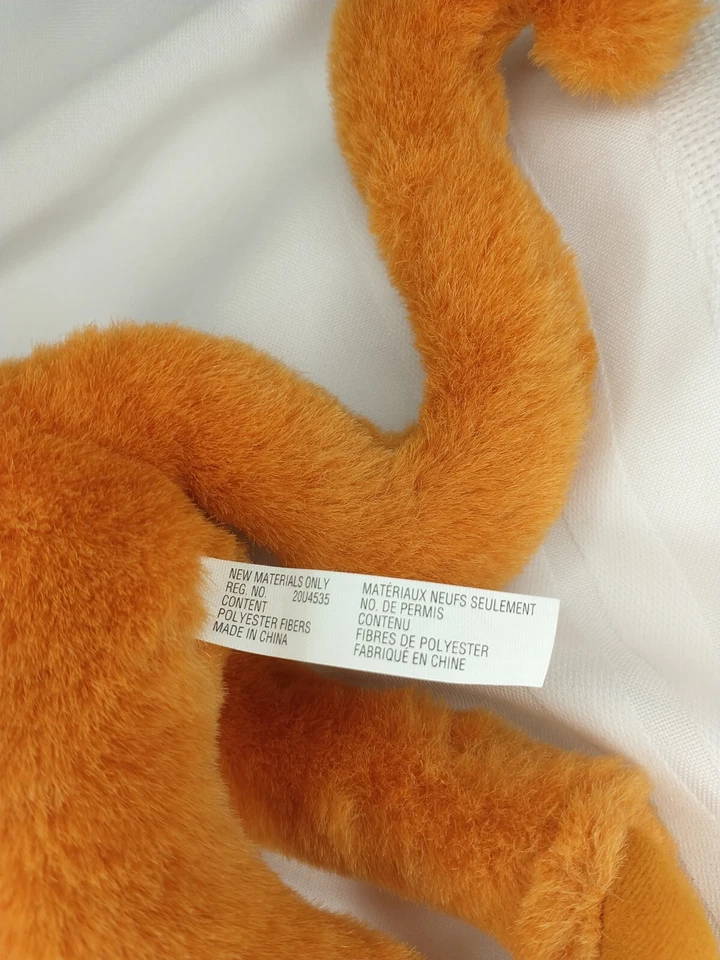 NEW MATERIALS ONLY
REG. NO. 20U4535
CONTENT
POLYESTER FIBERS
MADE IN CHINA
MATÉRIAUX NEUFS SEULEMENT
NO. DE PERMIS
CONTENU
FIBRES DE POLYESTER
FABRIQUÉ EN CHINE